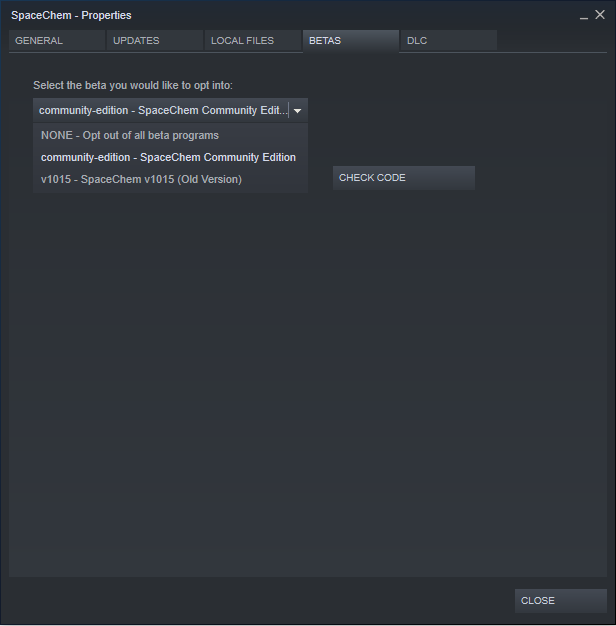 SpaceChem - Properties
GENERAL
UPDATES
LOCAL FILES
BETAS
DLC
Select the beta you would like to opt into:
community-edition - SpaceChem Community Edit...
NONE - Opt out of all beta programs
community-edition - SpaceChem Community Edition
v1015 - SpaceChem v1015 (Old Version)
CHECK CODE
CLOSE